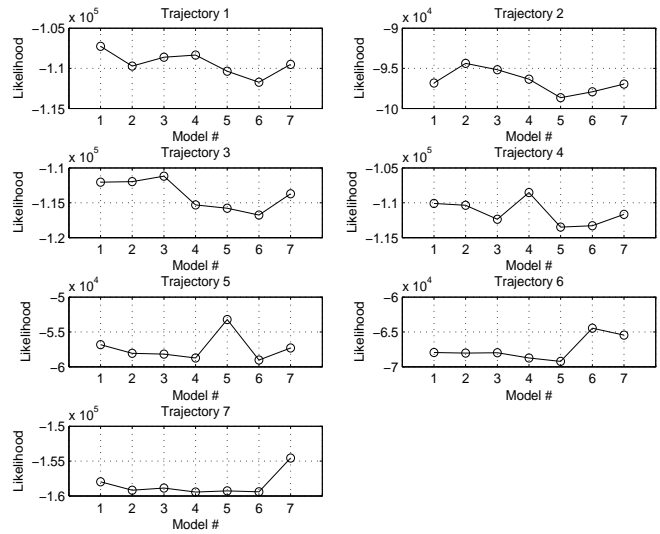 Trajectory 1
x 10^5
−1.105
−1.11
−1.115
Likelihood
1 2 3 4 5 6 7
Model #
Trajectory 2
x 10^4
−9
−9.5
−10
Likelihood
1 2 3 4 5 6 7
Model #
Trajectory 3
x 10^5
−1.1
−1.15
−1.2
Likelihood
1 2 3 4 5 6 7
Model #
Trajectory 4
x 10^5
−1.05
−1.1
−1.15
Likelihood
1 2 3 4 5 6 7
Model #
Trajectory 5
x 10^4
−5
−5.5
−6
Likelihood
1 2 3 4 5 6 7
Model #
Trajectory 6
x 10^4
−6
−6.5
−7
Likelihood
1 2 3 4 5 6 7
Model #
Trajectory 7
x 10^5
−1.5
−1.55
−1.6
Likelihood
1 2 3 4 5 6 7
Model #